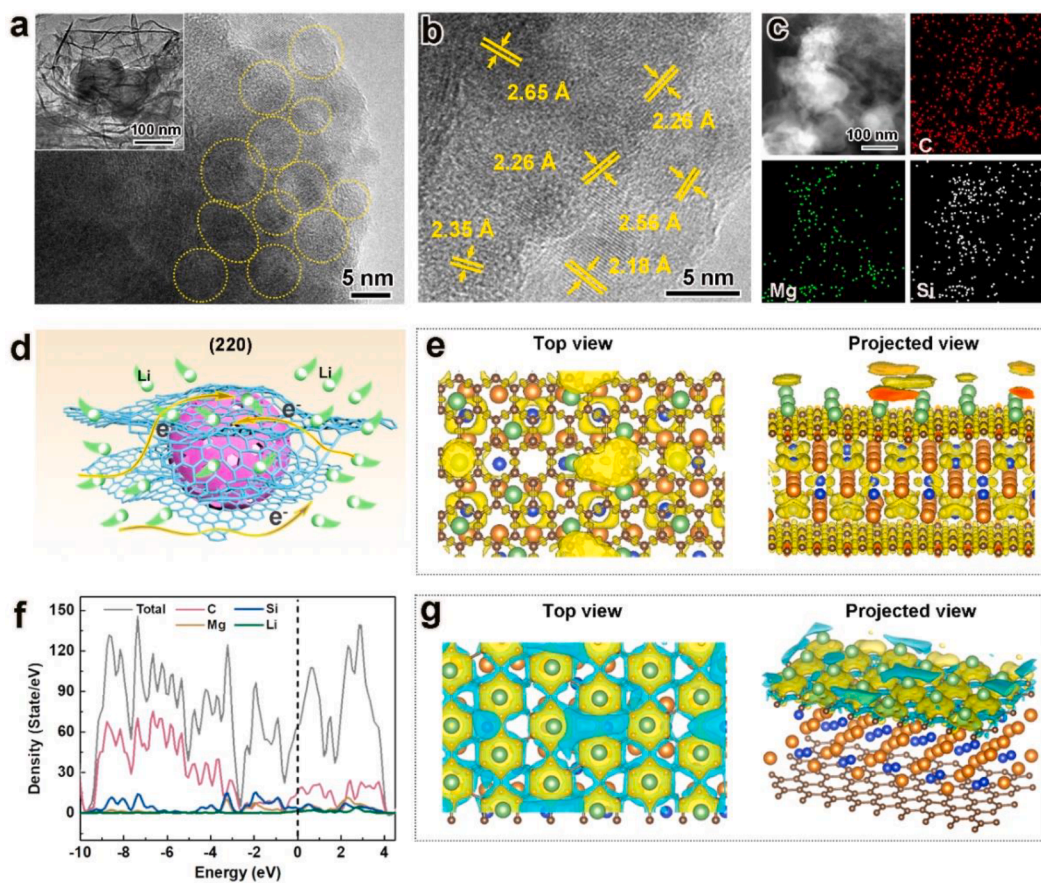 a
100 nm
5 nm
b
2.65 Å
2.26 Å
2.26 Å
2.56 Å
2.35 Å
2.18 Å
5 nm
c
100 nm
C
Mg
Si
d
(220)
Li
Li
e-
e-
e-
e
Top view
Projected view
f
Total
C
Si
Mg
Li
150
120
90
60
30
0
Density (State/eV)
-10
-8
-6
-4
-2
0
2
4
Energy (eV)
g
Top view
Projected view